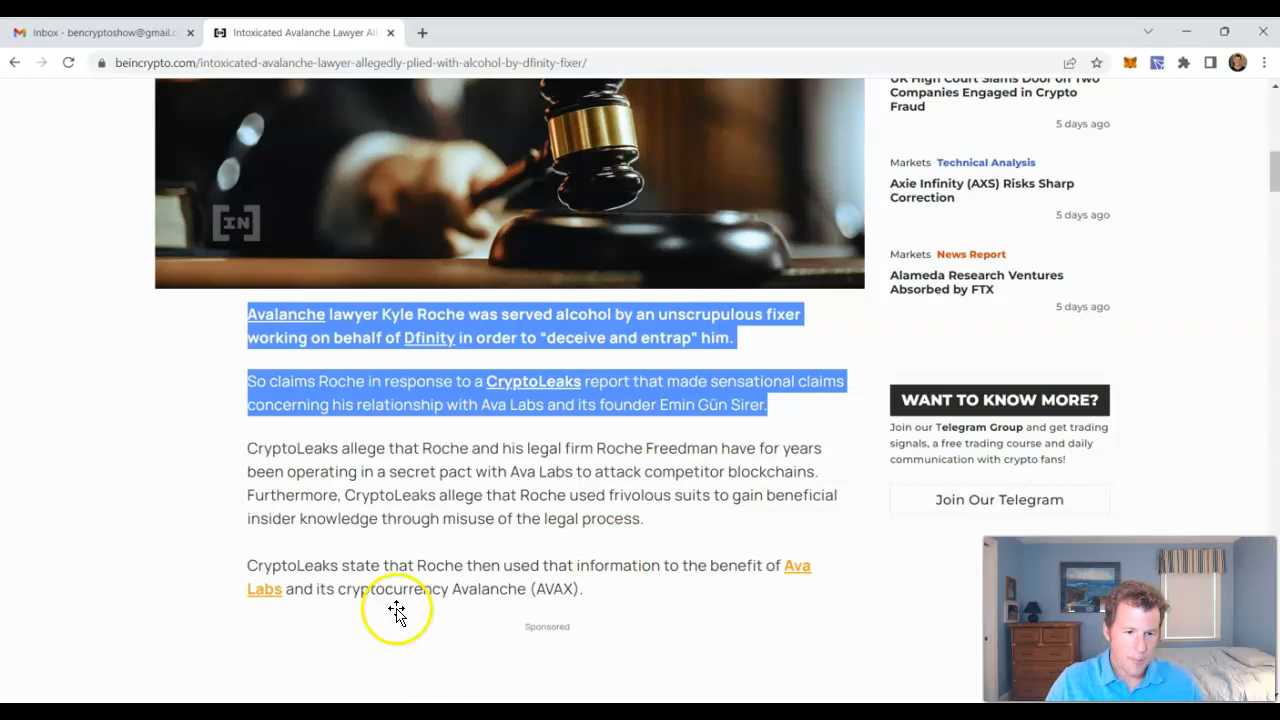 Inbox - bencryptoshow@gmail.c
Intoxicated Avalanche Lawyer All
beincrypto.com/intoxicated-avalanche-lawyer-allegedly-plied-with-alcohol-by-dfinity-fixer/
IN
UK High Court Slams Door on Two
Companies Engaged in Crypto
Fraud
5 days ago
Markets Technical Analysis
Axie Infinity (AXS) Risks Sharp
Correction
5 days ago
Markets News Report
Alameda Research Ventures
Absorbed by FTX
5 days ago
Avalanche lawyer Kyle Roche was served alcohol by an unscrupulous fixer
working on behalf of Dfinity in order to “deceive and entrap” him.
So claims Roche in response to a CryptoLeaks report that made sensational claims
concerning his relationship with Ava Labs and its founder Emin Gün Sirer.
CryptoLeaks allege that Roche and his legal firm Roche Freedman have for years
been operating in a secret pact with Ava Labs to attack competitor blockchains.
Furthermore, CryptoLeaks allege that Roche used frivolous suits to gain beneficial
insider knowledge through misuse of the legal process.
CryptoLeaks state that Roche then used that information to the benefit of Ava
Labs and its cryptocurrency Avalanche (AVAX).
Sponsored
WANT TO KNOW MORE?
Join our Telegram Group and get trading
signals, a free trading course and daily
communication with crypto fans!
Join Our Telegram